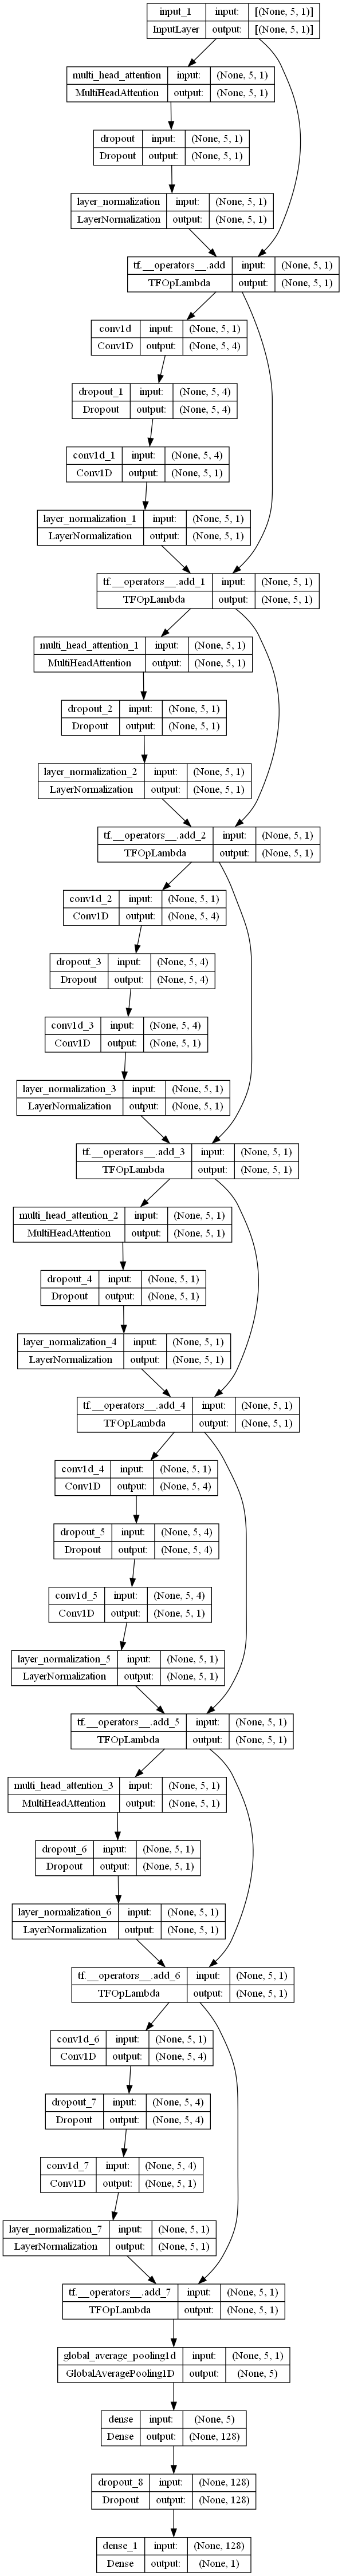 input_1 input: [(None, 5, 1)]
InputLayer output: [(None, 5, 1)]
multi_head_attention input: (None, 5, 1)
MultiHeadAttention output: (None, 5, 1)
dropout input: (None, 5, 1)
Dropout output: (None, 5, 1)
layer_normalization input: (None, 5, 1)
LayerNormalization output: (None, 5, 1)
tf.__operators__.add input: (None, 5, 1)
TFOpLambda output: (None, 5, 1)
conv1d input: (None, 5, 1)
Conv1D output: (None, 5, 4)
dropout_1 input: (None, 5, 4)
Dropout output: (None, 5, 4)
conv1d_1 input: (None, 5, 4)
Conv1D output: (None, 5, 1)
layer_normalization_1 input: (None, 5, 1)
LayerNormalization output: (None, 5, 1)
tf.__operators__.add_1 input: (None, 5, 1)
TFOpLambda output: (None, 5, 1)
multi_head_attention_1 input: (None, 5, 1)
MultiHeadAttention output: (None, 5, 1)
dropout_2 input: (None, 5, 1)
Dropout output: (None, 5, 1)
layer_normalization_2 input: (None, 5, 1)
LayerNormalization output: (None, 5, 1)
tf.__operators__.add_2 input: (None, 5, 1)
TFOpLambda output: (None, 5, 1)
conv1d_2 input: (None, 5, 1)
Conv1D output: (None, 5, 4)
dropout_3 input: (None, 5, 4)
Dropout output: (None, 5, 4)
conv1d_3 input: (None, 5, 4)
Conv1D output: (None, 5, 1)
layer_normalization_3 input: (None, 5, 1)
LayerNormalization output: (None, 5, 1)
tf.__operators__.add_3 input: (None, 5, 1)
TFOpLambda output: (None, 5, 1)
multi_head_attention_2 input: (None, 5, 1)
MultiHeadAttention output: (None, 5, 1)
dropout_4 input: (None, 5, 1)
Dropout output: (None, 5, 1)
layer_normalization_4 input: (None, 5, 1)
LayerNormalization output: (None, 5, 1)
tf.__operators__.add_4 input: (None, 5, 1)
TFOpLambda output: (None, 5, 1)
conv1d_4 input: (None, 5, 1)
Conv1D output: (None, 5, 4)
dropout_5 input: (None, 5, 4)
Dropout output: (None, 5, 4)
conv1d_5 input: (None, 5, 4)
Conv1D output: (None, 5, 1)
layer_normalization_5 input: (None, 5, 1)
LayerNormalization output: (None, 5, 1)
tf.__operators__.add_5 input: (None, 5, 1)
TFOpLambda output: (None, 5, 1)
multi_head_attention_3 input: (None, 5, 1)
MultiHeadAttention output: (None, 5, 1)
dropout_6 input: (None, 5, 1)
Dropout output: (None, 5, 1)
layer_normalization_6 input: (None, 5, 1)
LayerNormalization output: (None, 5, 1)
tf.__operators__.add_6 input: (None, 5, 1)
TFOpLambda output: (None, 5, 1)
conv1d_6 input: (None, 5, 1)
Conv1D output: (None, 5, 4)
dropout_7 input: (None, 5, 4)
Dropout output: (None, 5, 4)
conv1d_7 input: (None, 5, 4)
Conv1D output: (None, 5, 1)
layer_normalization_7 input: (None, 5, 1)
LayerNormalization output: (None, 5, 1)
tf.__operators__.add_7 input: (None, 5, 1)
TFOpLambda output: (None, 5, 1)
global_average_pooling1d input: (None, 5, 1)
GlobalAveragePooling1D output: (None, 5)
dense input: (None, 5)
Dense output: (None, 128)
dropout_8 input: (None, 128)
Dropout output: (None, 128)
dense_1 input: (None, 128)
Dense output: (None, 1)